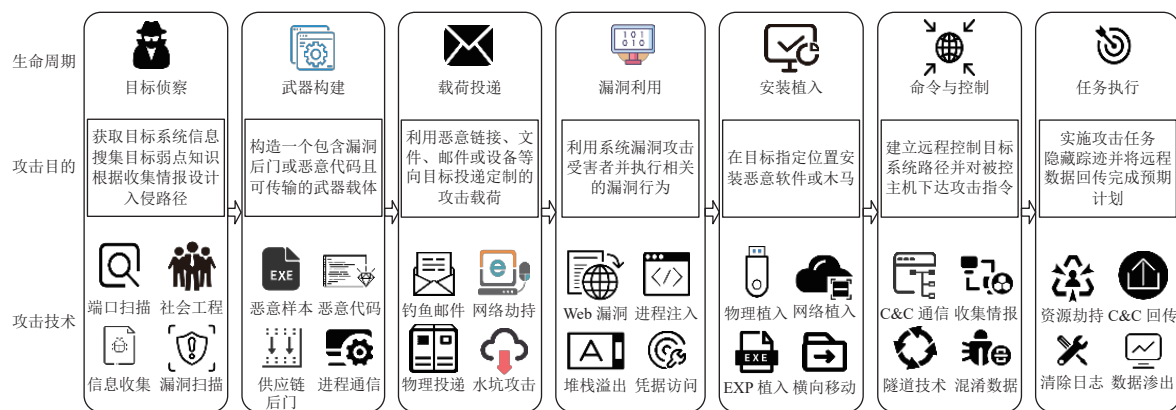 生命周期
目标侦察
武器构建
载荷投递
漏洞利用
安装植入
命令与控制
任务执行
攻击目的
获取目标系统信息
搜集目标弱点知识
根据收集情报设计
入侵路径
构造一个包含漏洞
后门或恶意代码且
可传输的武器载体
利用恶意链接、文
件、邮件或设备等
向目标投递定制的
攻击载荷
利用系统漏洞攻击
受害者并执行相关
的漏洞行为
在目标指定位置安
装恶意软件或木马
建立远程控制目标
系统路径并对被控
主机下达攻击指令
实施攻击任务
隐藏踪迹并将远程
数据回传完成预期
计划
攻击技术
端口扫描 社会工程
信息收集 漏洞扫描
EXE
恶意样本 恶意代码
供应链
后门
进程通信
钓鱼邮件 网络劫持
物理投递 水坑攻击
101
010
Web 漏洞 进程注入
堆栈溢出 凭据访问
物理植入 网络植入
EXE
EXP 植入 横向移动
C&C 通信 收集情报
隧道技术 混淆数据
资源劫持 C&C 回传
清除日志 数据渗出